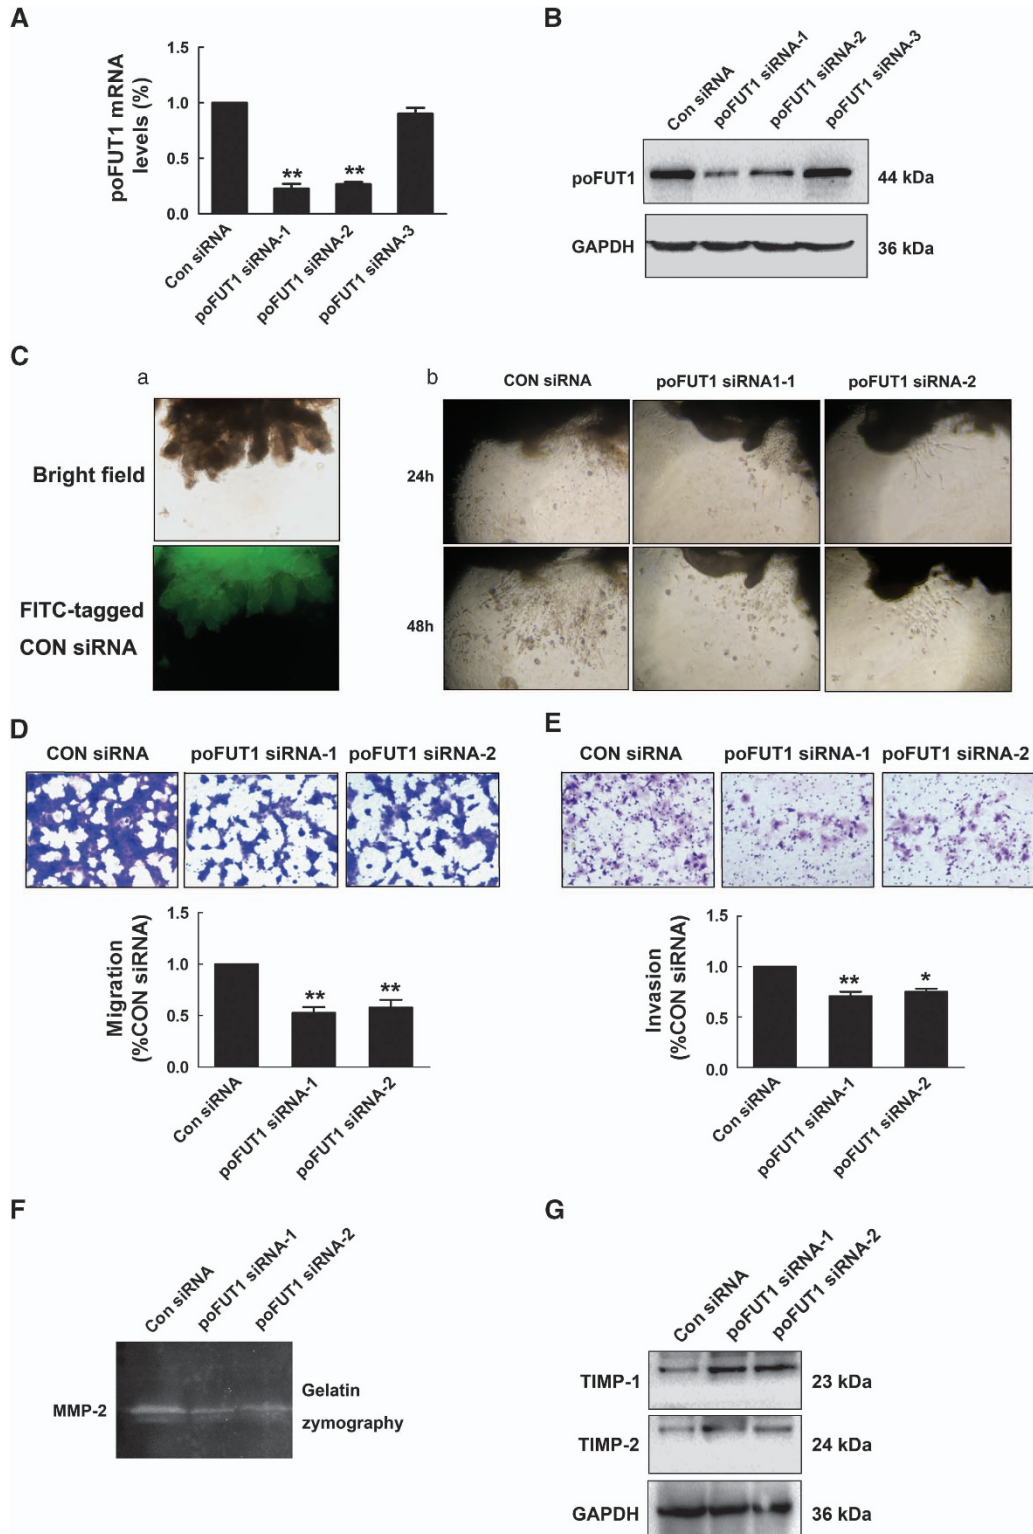 A
poFUT1 mRNA
levels (%)
1.5
1.0
0.5
0.0
**
**
Con siRNA
poFUT1 siRNA-1
poFUT1 siRNA-2
poFUT1 siRNA-3
B
Con siRNA
poFUT1 siRNA-1
poFUT1 siRNA-2
poFUT1 siRNA-3
poFUT1
44 kDa
GAPDH
36 kDa
C
a
Bright field
FITC-tagged
CON siRNA
b
CON siRNA
poFUT1 siRNA1-1
poFUT1 siRNA-2
24h
48h
D
CON siRNA
poFUT1 siRNA-1
poFUT1 siRNA-2
Migration
(%CON siRNA)
1.5
1.0
0.5
0.0
**
**
Con siRNA
poFUT1 siRNA-1
poFUT1 siRNA-2
E
CON siRNA
poFUT1 siRNA-1
poFUT1 siRNA-2
Invasion
(%CON siRNA)
1.5
1.0
0.5
0.0
**
*
Con siRNA
poFUT1 siRNA-1
poFUT1 siRNA-2
F
Con siRNA
poFUT1 siRNA-1
poFUT1 siRNA-2
MMP-2
Gelatin
zymography
G
Con siRNA
poFUT1 siRNA-1
poFUT1 siRNA-2
TIMP-1
23 kDa
TIMP-2
24 kDa
GAPDH
36 kDa